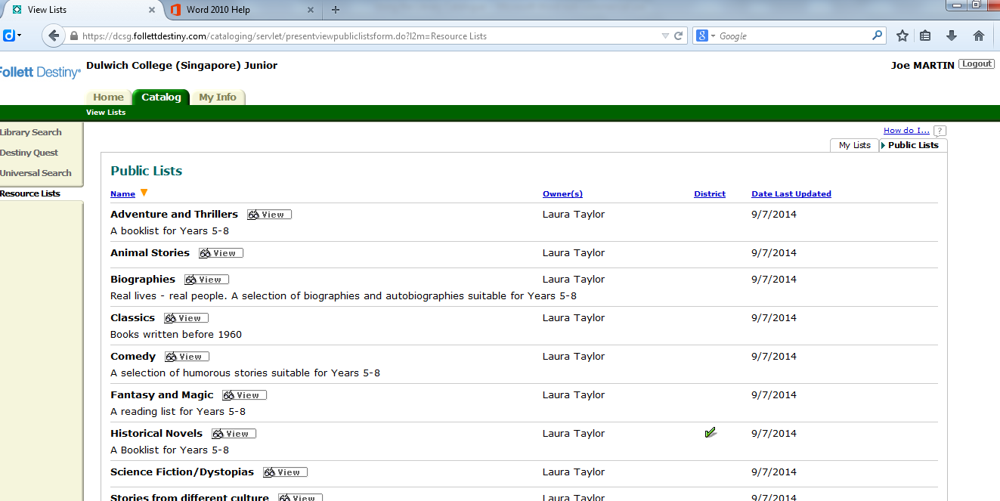 View Lists
Word 2010 Help
https://dcsg.follettdestiny.com/cataloging/servlet/presentviewpubliclistsform.do?l2m=Resource Lists
Google
Follett Destiny
Dulwich College (Singapore) Junior
Joe MARTIN Logout
Home Catalog My Info
View Lists
Library Search
Destiny Quest
Universal Search
Resource Lists
How do I... ?
My Lists Public Lists
Public Lists
Name Owner(s) District Date Last Updated
Adventure and Thrillers View Laura Taylor 9/7/2014
A booklist for Years 5-8
Animal Stories View Laura Taylor 9/7/2014
Biographies View Laura Taylor 9/7/2014
Real lives - real people. A selection of biographies and autobiographies suitable for Years 5-8
Classics View Laura Taylor 9/7/2014
Books written before 1960
Comedy View Laura Taylor 9/7/2014
A selection of humorous stories suitable for Years 5-8
Fantasy and Magic View Laura Taylor 9/7/2014
A reading list for Years 5-8
Historical Novels View Laura Taylor 9/7/2014
A Booklist for Years 5-8
Science Fiction/Dystopias View Laura Taylor 9/7/2014
Stories from different culture View Laura Taylor 9/7/2014